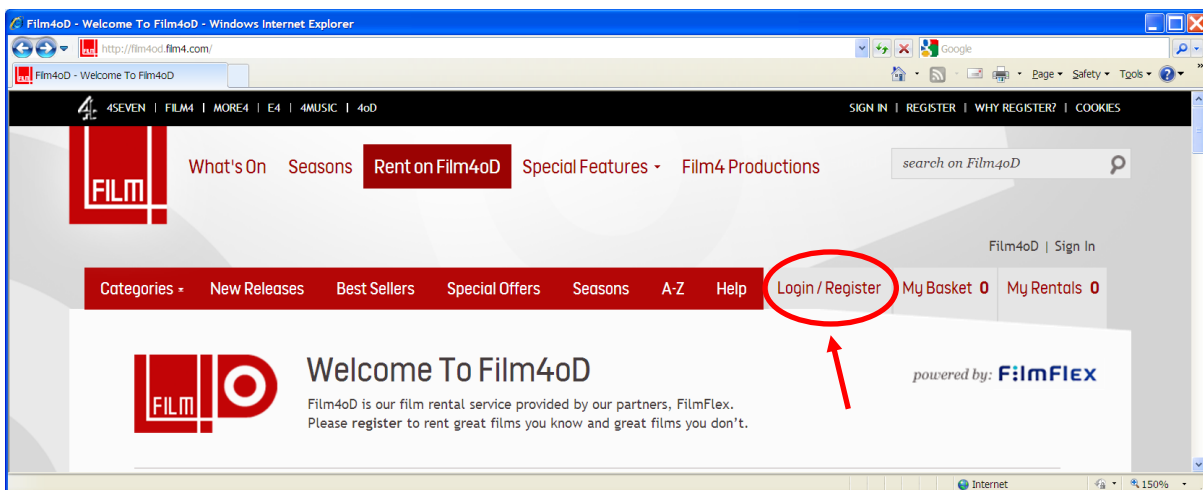 Film4oD - Welcome To Film4oD - Windows Internet Explorer
http://film4od.film4.com/
Google
Film4oD - Welcome To Film4oD
Page Safety Tools
4SEVEN | FILM4 | MORE4 | E4 | 4MUSIC | 4oD
SIGN IN | REGISTER | WHY REGISTER? | COOKIES
FILM
What's On Seasons Rent on Film4oD Special Features Film4 Productions
search on Film4oD
Film4oD | Sign In
Categories New Releases Best Sellers Special Offers Seasons A-Z Help Login / Register My Basket 0 My Rentals 0
FILM
Welcome To Film4oD
powered by: FilmFlex
Film4oD is our film rental service provided by our partners, FilmFlex.
Please register to rent great films you know and great films you don't.
Internet 150%